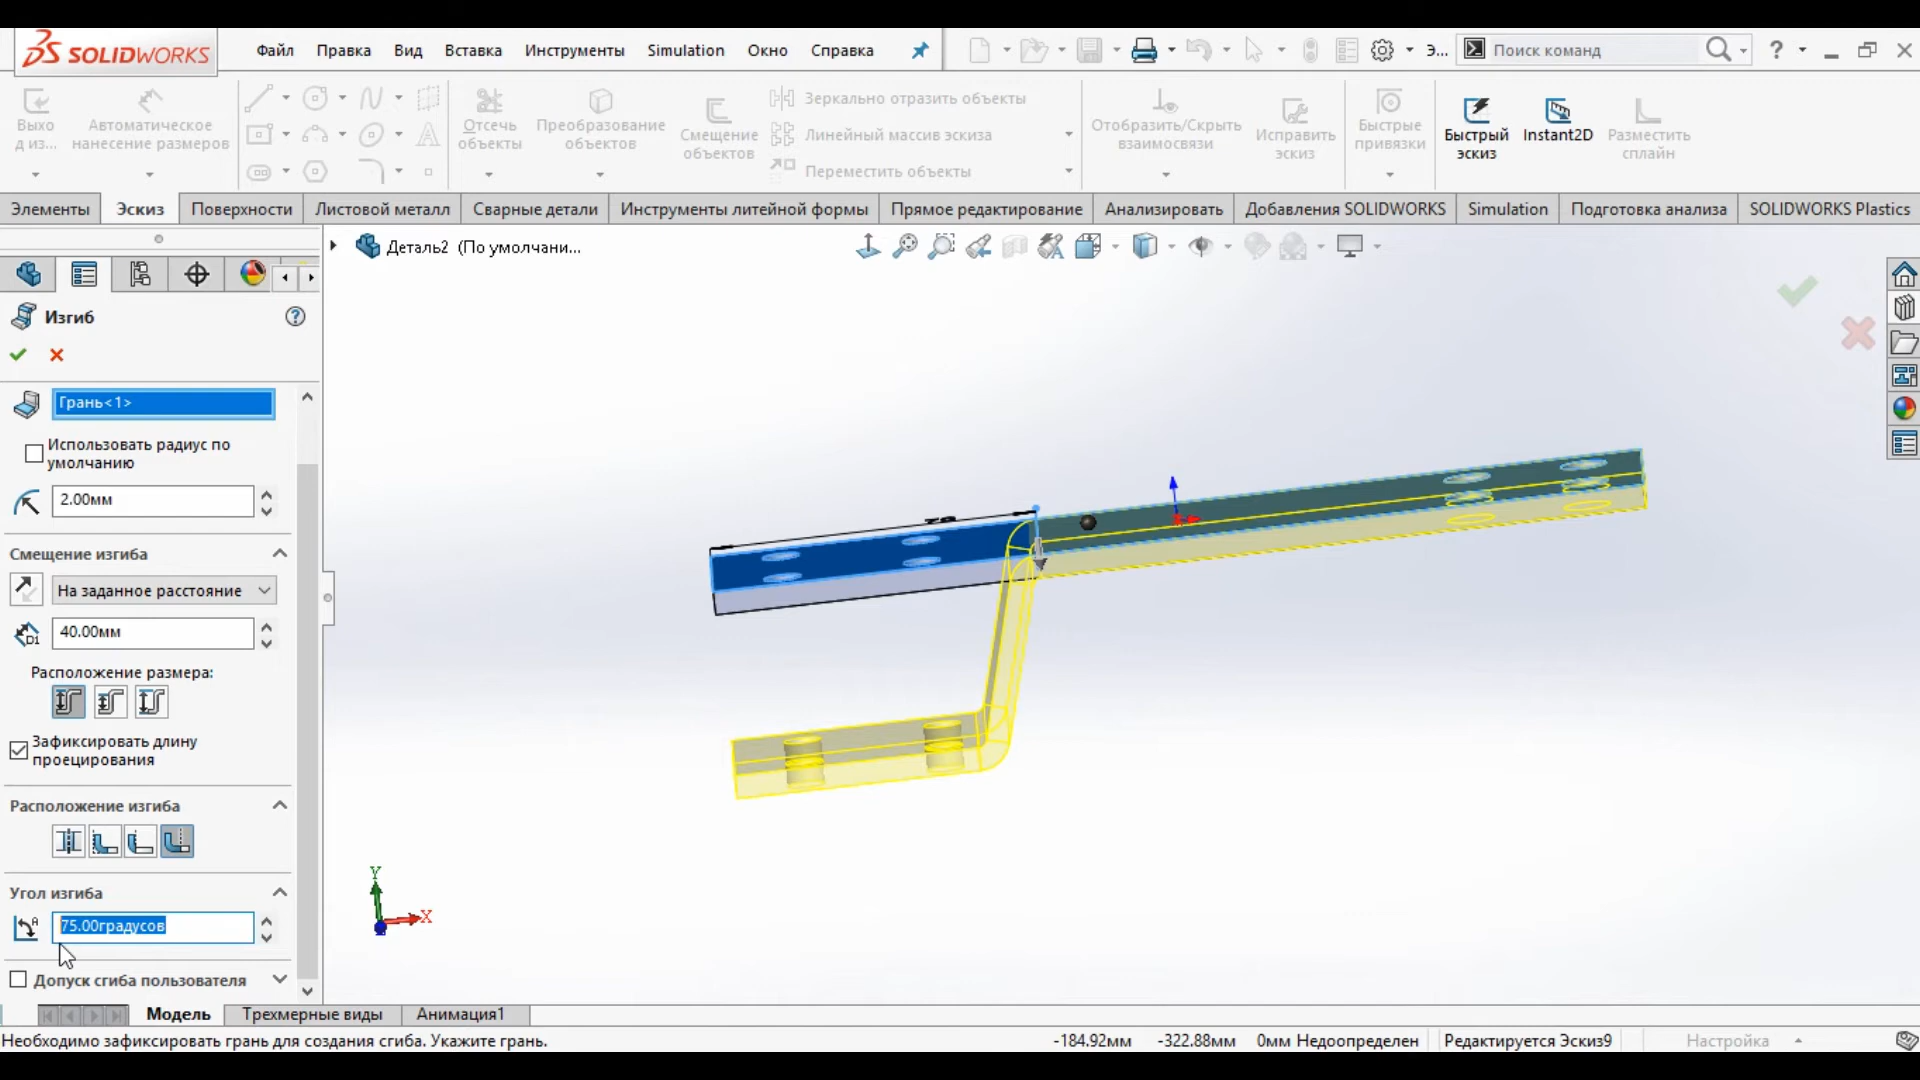 SOLIDWORKS
Файл Правка Вид Вставка Инструменты Simulation Окно Справка
Э...
Поиск команд
?
Выхо
д из...
Автоматическое
нанесение размеров
Отсечь
объекты
Преобразование
объектов
Смещение
объектов
Зеркально отразить объекты
Линейный массив эскиза
Переместить объекты
Отобразить/Скрыть
взаимосвязи
Исправить
эскиз
Быстрые
привязки
Быстрый
эскиз
Instant2D
Разместить
сплайн
Элементы Эскиз Поверхности Листовой металл Сварные детали Инструменты литейной формы Прямое редактирование Анализировать Добавления SOLIDWORKS Simulation Подготовка анализа SOLIDWORKS Plastics
Деталь2 (По умолчани...
Изгиб
Грань<1>
Использовать радиус по
умолчанию
2.00мм
Смещение изгиба
На заданное расстояние
40.00мм
Расположение размера:
Зафиксировать длину
проецирования
Расположение изгиба
Угол изгиба
75.00градусов
Допуск сгиба пользователя
Y
X
Модель Трехмерные виды Анимация1
Необходимо зафиксировать грань для создания сгиба. Укажите грань.
-184.92мм -322.88мм 0мм Недоопределен Редактируется Эскиз9 Настройка